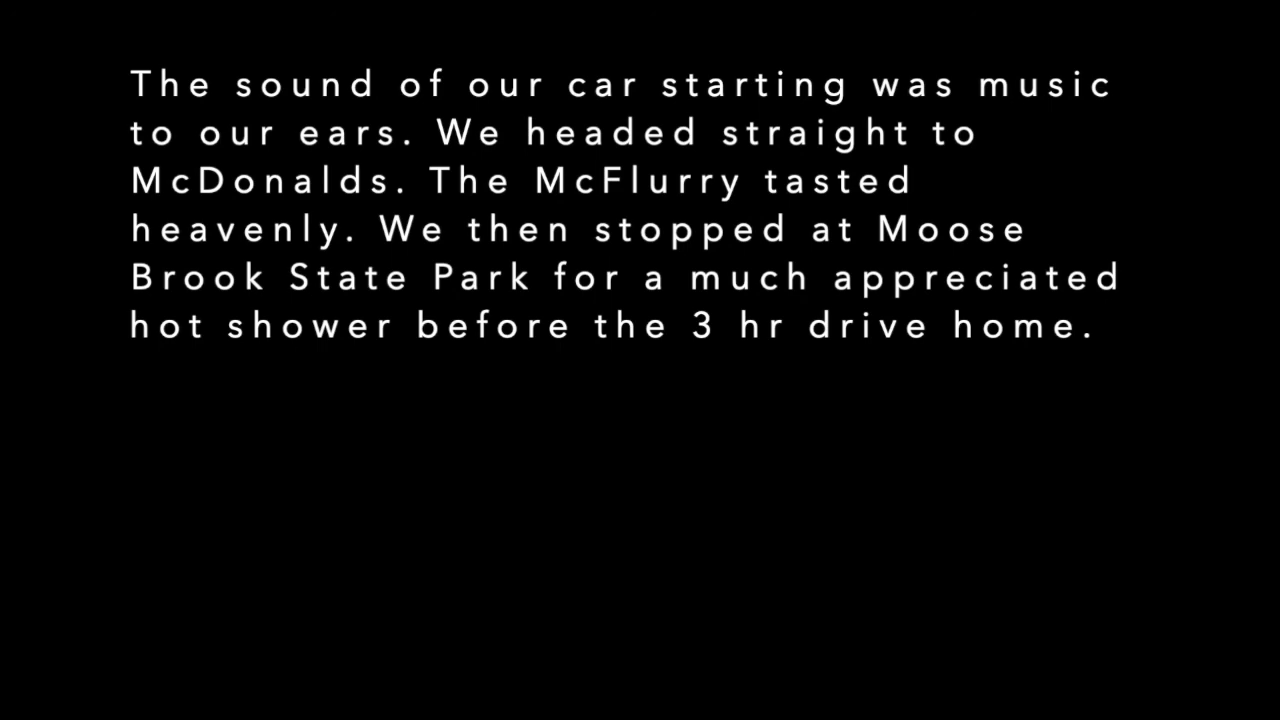 The sound of our car starting was music
to our ears. We headed straight to
McDonalds. The McFlurry tasted
heavenly. We then stopped at Moose
Brook State Park for a much appreciated
hot shower before the 3 hr drive home.